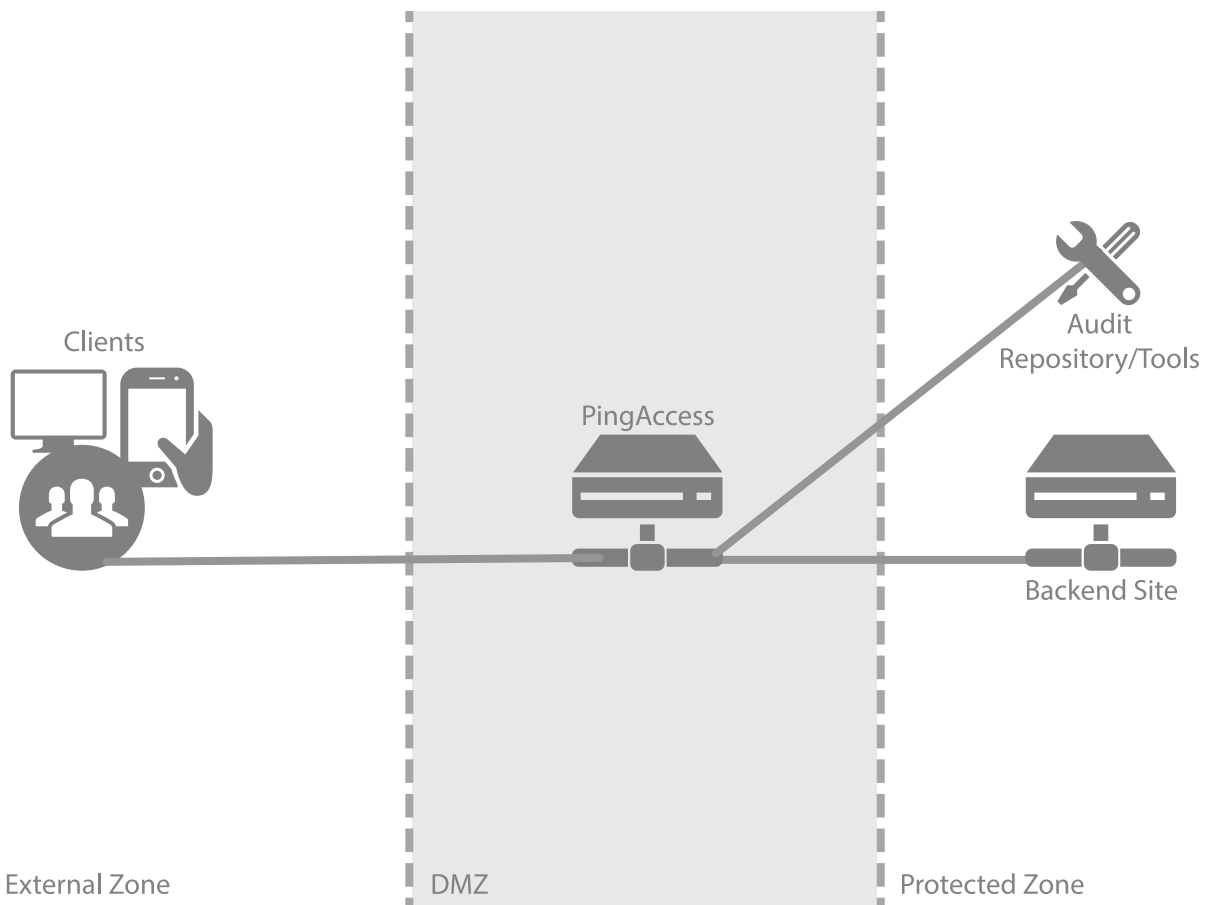 Clients
PingAccess
Audit
Repository/Tools
Backend Site
External Zone
DMZ
Protected Zone